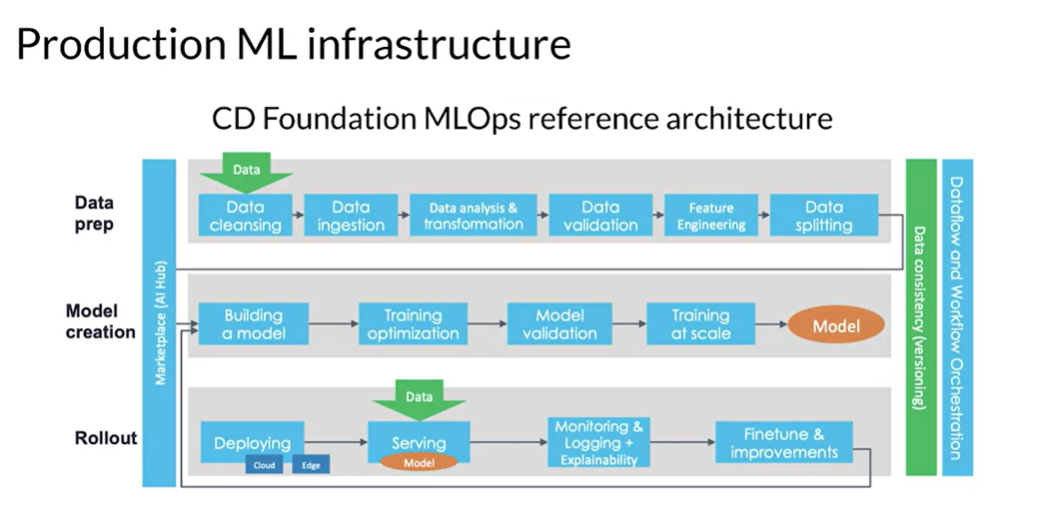 Production ML infrastructure
CD Foundation MLOps reference architecture
Marketplace (AI Hub)
Data
prep
Data
Data
cleansing
Data
ingestion
Data analysis &
transformation
Data
validation
Feature
Engineering
Data
splitting
Model
creation
Building
a model
Training
optimization
Model
validation
Training
at scale
Model
Rollout
Deploying
Cloud
Edge
Data
Serving
Model
Monitoring &
Logging +
Explainability
Finetune &
improvements
Data consistency (versioning)
Dataflow and Workflow Orchestration